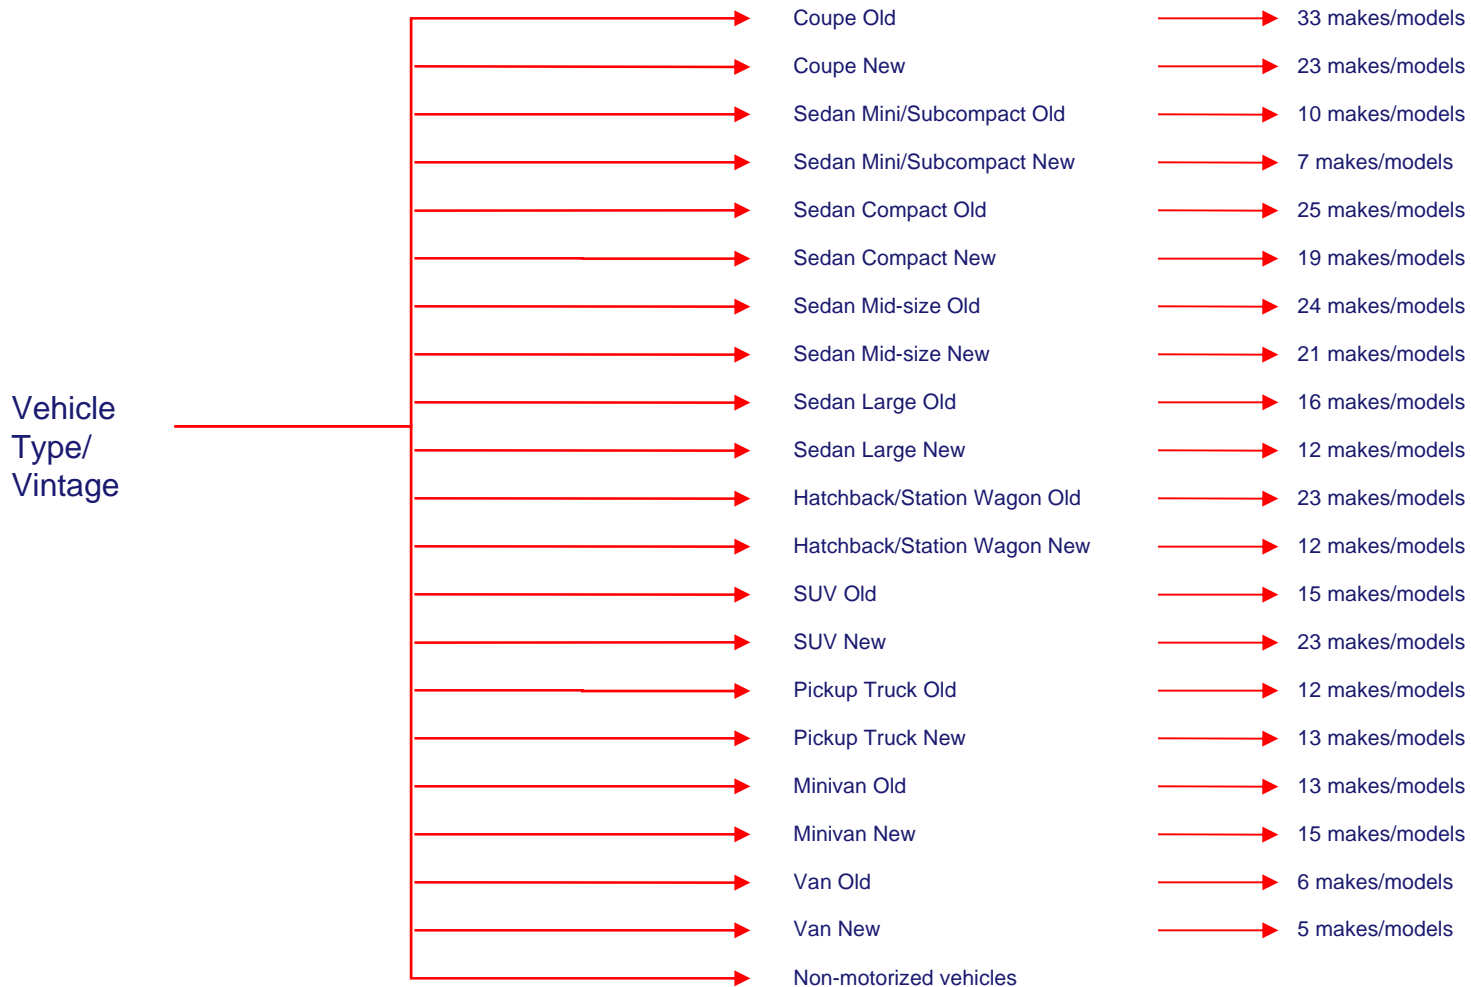 Coupe Old 33 makes/models
Coupe New 23 makes/models
Sedan Mini/Subcompact Old 10 makes/models
Sedan Mini/Subcompact New 7 makes/models
Sedan Compact Old 25 makes/models
Sedan Compact New 19 makes/models
Sedan Mid-size Old 24 makes/models
Sedan Mid-size New 21 makes/models
Vehicle
Type/
Vintage
Sedan Large Old 16 makes/models
Sedan Large New 12 makes/models
Hatchback/Station Wagon Old 23 makes/models
Hatchback/Station Wagon New 12 makes/models
SUV Old 15 makes/models
SUV New 23 makes/models
Pickup Truck Old 12 makes/models
Pickup Truck New 13 makes/models
Minivan Old 13 makes/models
Minivan New 15 makes/models
Van Old 6 makes/models
Van New 5 makes/models
Non-motorized vehicles